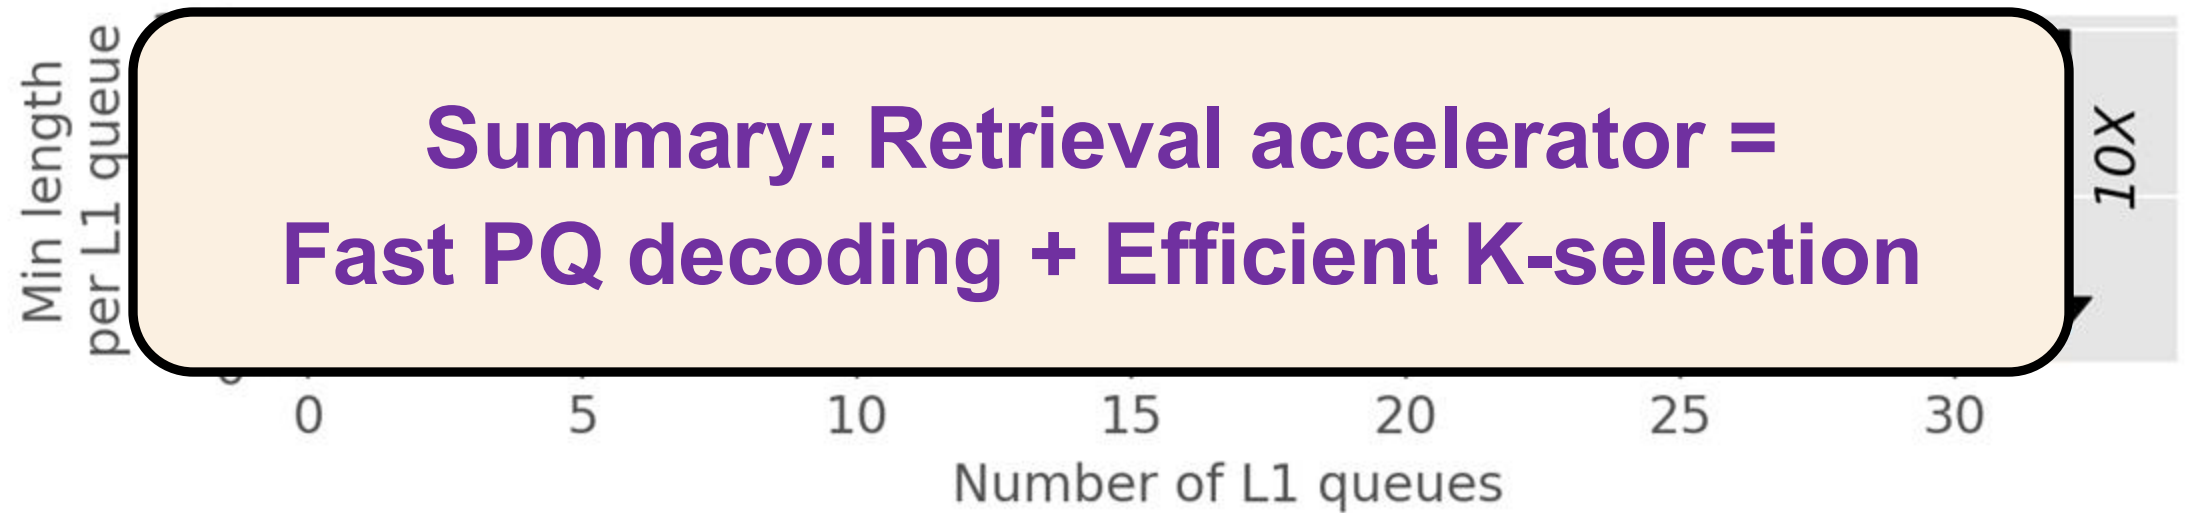 Min length
per L1 queue
Summary: Retrieval accelerator =
Fast PQ decoding + Efficient K-selection
10X
0 5 10 15 20 25 30
Number of L1 queues